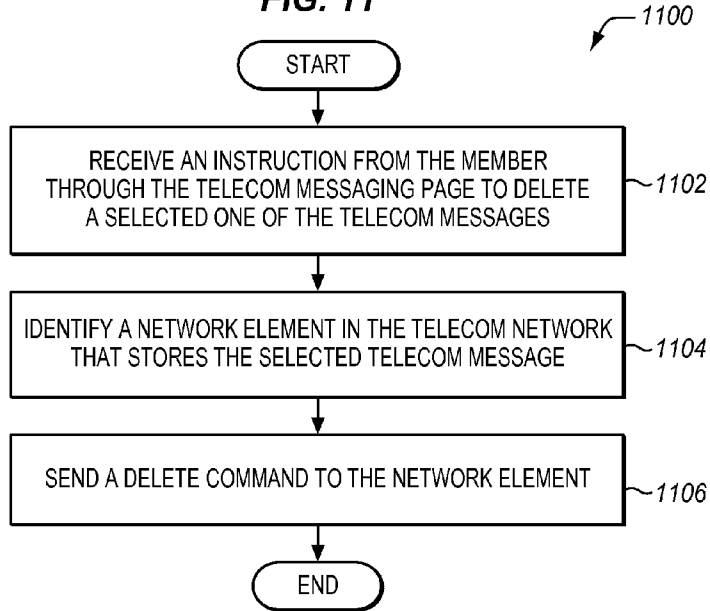 FIG. 11
1100
START
RECEIVE AN INSTRUCTION FROM THE MEMBER
THROUGH THE TELECOM MESSAGING PAGE TO DELETE
A SELECTED ONE OF THE TELECOM MESSAGES
1102
IDENTIFY A NETWORK ELEMENT IN THE TELECOM NETWORK
THAT STORES THE SELECTED TELECOM MESSAGE
1104
SEND A DELETE COMMAND TO THE NETWORK ELEMENT
1106
END